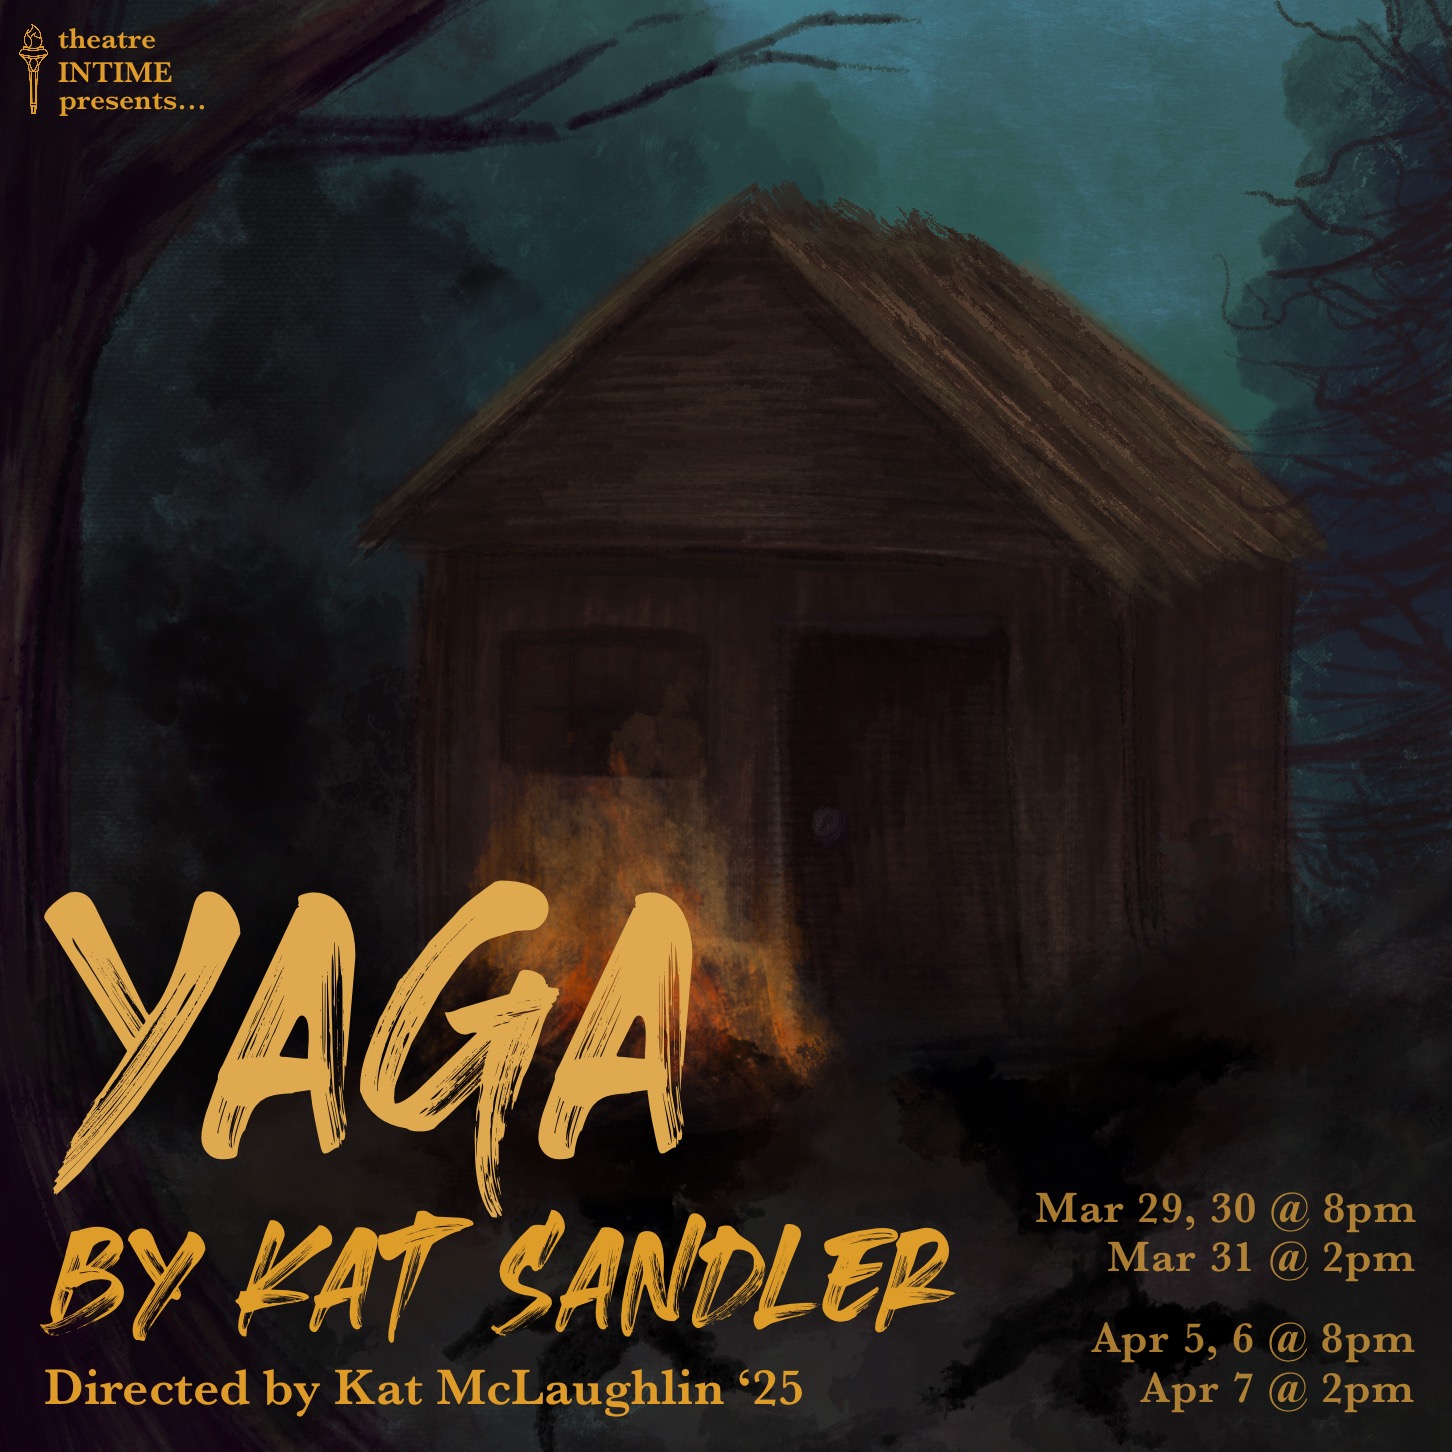 theatre
INTIME
presents...
YAGA
BY KAT SANDLER
Directed by Kat McLaughlin ‘25
Mar 29, 30 @ 8pm
Mar 31 @ 2pm
Apr 5, 6 @ 8pm
Apr 7 @ 2pm